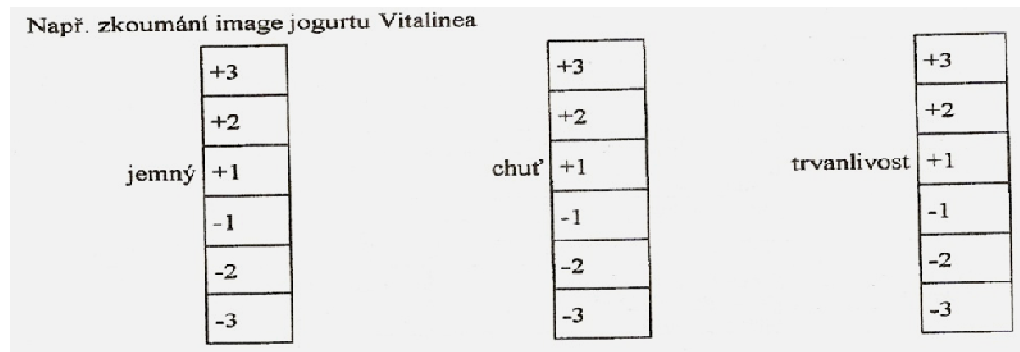 Např. zkoumání image jogurtu Vitalinea
+3 +3 +3
+2 +2 +2
jemný +1 chuť +1 trvanlivost +1
-1 -1 -1
-2 -2 -2
-3 -3 -3